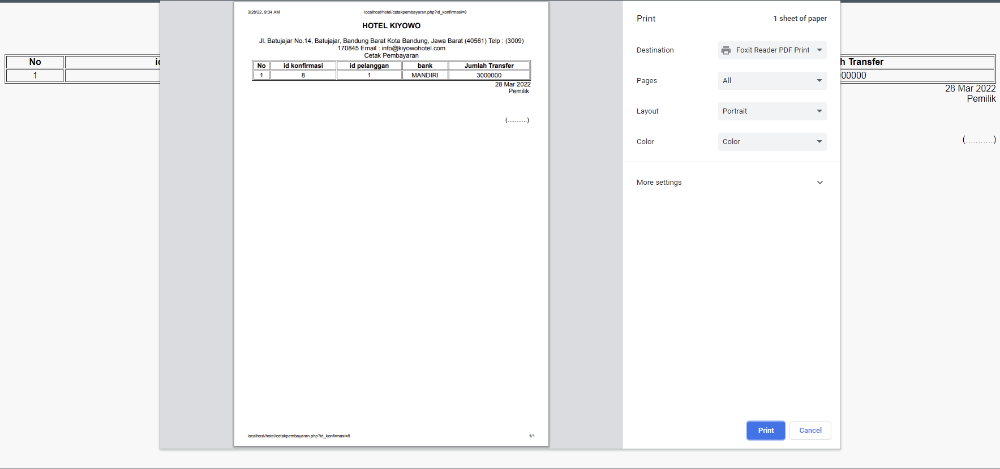 3/28/22, 9:34 AM localhost/hotel/cetakpembayaran.php?id_konfirmasi=8
HOTEL KIYOWO
Jl. Batujajar No.14, Batujajar, Bandung Barat Kota Bandung, Jawa Barat (40561) Telp : (3009)
170845 Email : info@kiyowohotel.com
Cetak Pembayaran
No id konfirmasi id pelanggan bank Jumlah Transfer
1 8 1 MANDIRI 3000000
28 Mar 2022
Pemilik
(...........)
localhost/hotel/cetakpembayaran.php?id_konfirmasi=8 1/1
Print 1 sheet of paper
Destination Foxit Reader PDF Print
Pages All
Layout Portrait
Color Color
More settings
Print Cancel
No
1
h Transfer
00000
28 Mar 2022
Pemilik
(...........)